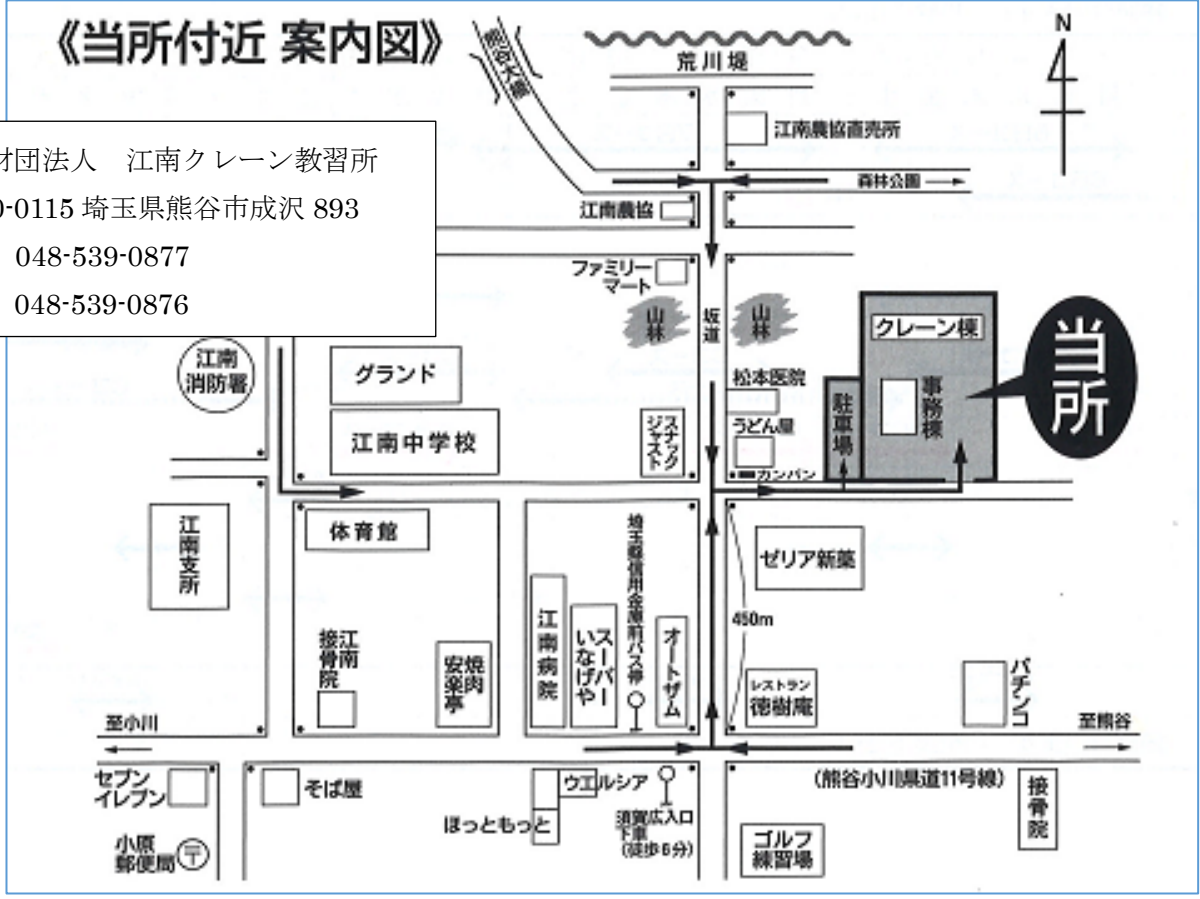 《当所付近 案内図》
N
荒川堤
江南農協直売所
財団法人 江南クレーン教習所
0-0115 埼玉県熊谷市成沢 893
048-539-0877
048-539-0876
森林公園
江南農協
ファミリー
マート
山林
坂道
山林
クレーン棟
事務棟
駐車場
当所
江南
消防署
グランド
江南中学校
スナック
ジャスト
松本医院
うどん屋
カンバン
江南支所
体育館
埼玉縣信用金庫前バス停
ゼリア新薬
450m
江南
接骨院
焼肉
安楽亭
江南病院
スーパー
いなげや
オートザム
レストラン
徳樹庵
パチンコ
至小川
至熊谷
セブン
イレブン
そば屋
ウエルシア
ほっともっと
須賀広入口
下車
(徒歩6分)
(熊谷小川県道11号線)
接骨院
小原
郵便局
〒
ゴルフ
練習場